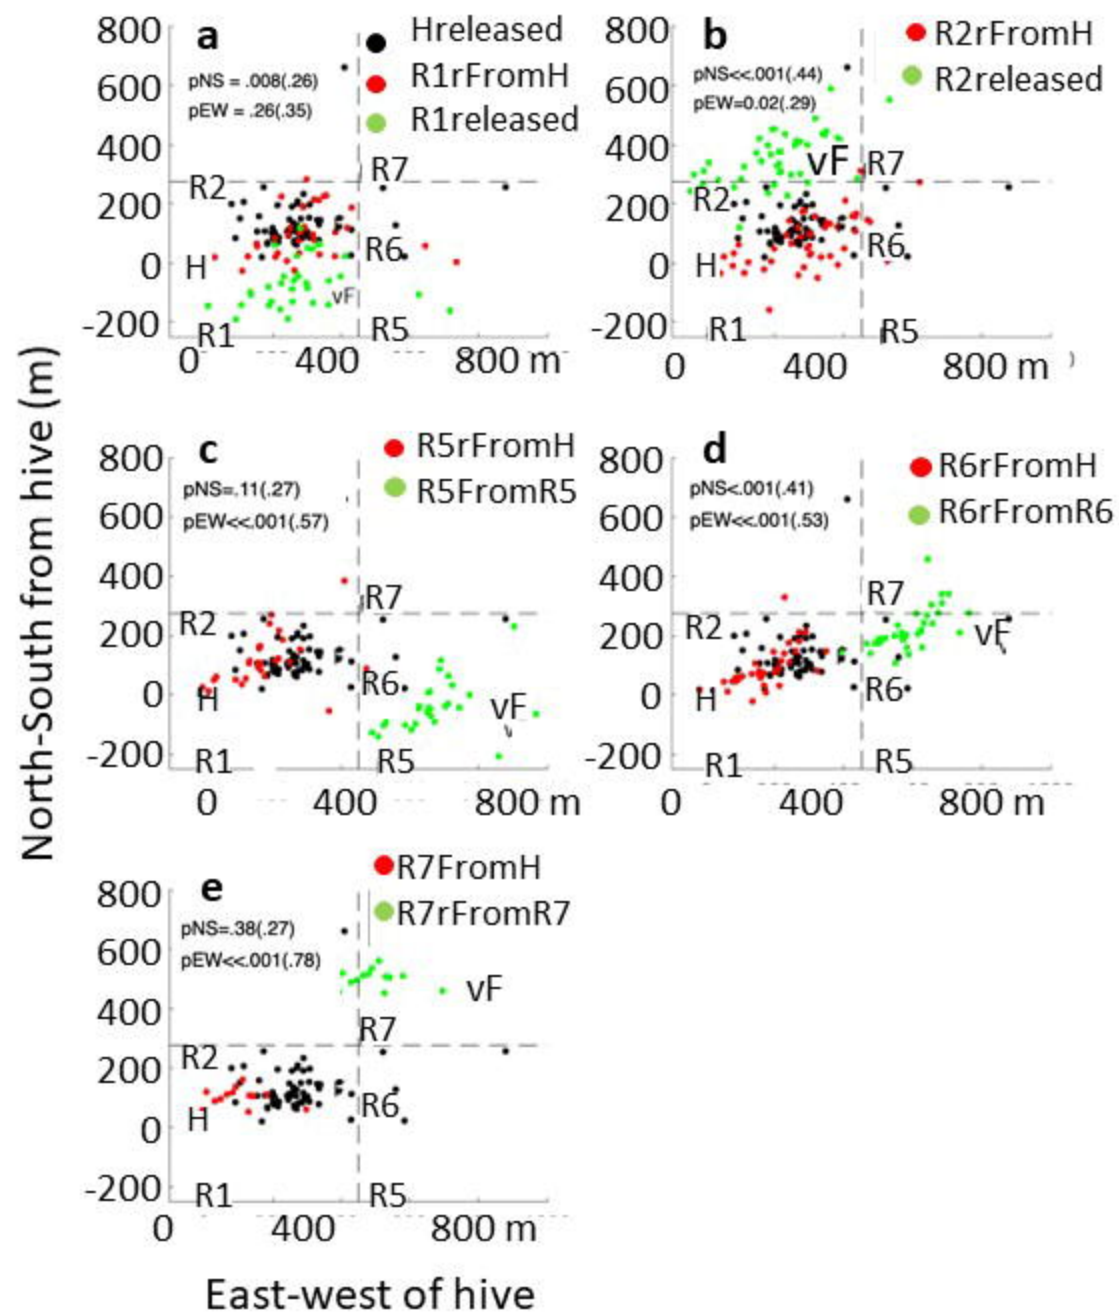 North-South from hive (m)
a
Hreleased
R1rFromH
R1released
pNS = .008(.26)
pEW = .26(.35)
800
600
400
200
0
-200
R2
R7
H
R6
vF
R1
R5
0 400 800 m
b
R2rFromH
R2released
pNS<<.001(.44)
pEW=0.02(.29)
800
600
400
200
0
-200
vF
R7
R2
R6
H
R1
R5
0 400 800 m
c
R5rFromH
R5FromR5
pNS=.11(.27)
pEW<<.001(.57)
800
600
400
200
0
-200
R7
R2
R6
H
vF
R1
R5
0 400 800 m
d
R6rFromH
R6rFromR6
pNS<.001(.41)
pEW<<.001(.53)
800
600
400
200
0
-200
R7
R2
vF
R6
H
R1
R5
0 400 800 m
e
R7FromH
R7rFromR7
pNS=.38(.27)
pEW<<.001(.78)
800
600
400
200
0
-200
vF
R7
R2
R6
H
R1
R5
0 400 800 m
East-west of hive